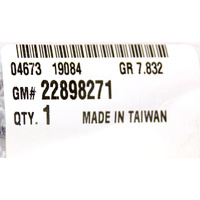 04673 19084 GR 7.832
GM# 22898271
QTY. 1 MADE IN TAIWAN